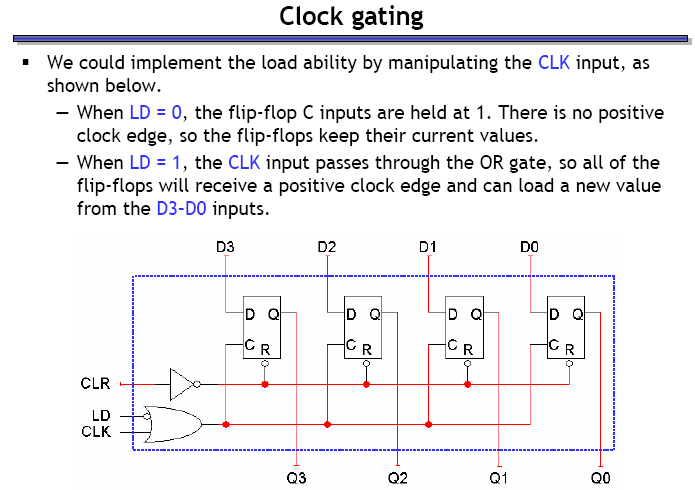 Clock gating
▪ We could implement the load ability by manipulating the CLK input, as
shown below.
— When LD = 0, the flip-flop C inputs are held at 1. There is no positive
clock edge, so the flip-flops keep their current values.
— When LD = 1, the CLK input passes through the OR gate, so all of the
flip-flops will receive a positive clock edge and can load a new value
from the D3-D0 inputs.
D3 D2 D1 D0
D Q D Q D Q D Q
C R C R C R C R
CLR
LD
CLK
Q3 Q2 Q1 Q0